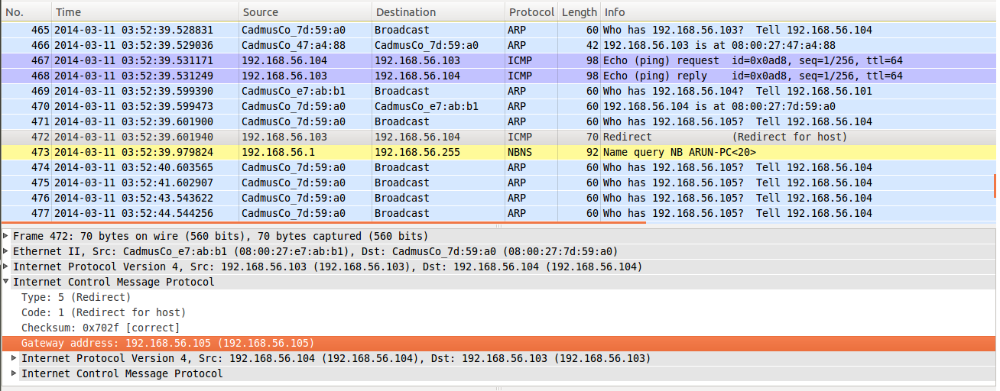 No. Time Source Destination Protocol Length Info
465 2014-03-11 03:52:39.528831 CadmusCo_7d:59:a0 Broadcast ARP 60 Who has 192.168.56.103? Tell 192.168.56.104
466 2014-03-11 03:52:39.529036 CadmusCo_47:a4:88 CadmusCo_7d:59:a0 ARP 42 192.168.56.103 is at 08:00:27:47:a4:88
467 2014-03-11 03:52:39.531171 192.168.56.104 192.168.56.103 ICMP 98 Echo (ping) request id=0x0ad8, seq=1/256, ttl=64
468 2014-03-11 03:52:39.531249 192.168.56.103 192.168.56.104 ICMP 98 Echo (ping) reply id=0x0ad8, seq=1/256, ttl=64
469 2014-03-11 03:52:39.599390 CadmusCo_e7:ab:b1 Broadcast ARP 60 Who has 192.168.56.104? Tell 192.168.56.101
470 2014-03-11 03:52:39.599473 CadmusCo_7d:59:a0 CadmusCo_e7:ab:b1 ARP 60 192.168.56.104 is at 08:00:27:7d:59:a0
471 2014-03-11 03:52:39.601900 CadmusCo_7d:59:a0 Broadcast ARP 60 Who has 192.168.56.105? Tell 192.168.56.104
472 2014-03-11 03:52:39.601940 192.168.56.103 192.168.56.104 ICMP 70 Redirect (Redirect for host)
473 2014-03-11 03:52:39.979824 192.168.56.1 192.168.56.255 NBNS 92 Name query NB ARUN-PC<20>
474 2014-03-11 03:52:40.603565 CadmusCo_7d:59:a0 Broadcast ARP 60 Who has 192.168.56.105? Tell 192.168.56.104
475 2014-03-11 03:52:41.602907 CadmusCo_7d:59:a0 Broadcast ARP 60 Who has 192.168.56.105? Tell 192.168.56.104
476 2014-03-11 03:52:43.543622 CadmusCo_7d:59:a0 Broadcast ARP 60 Who has 192.168.56.105? Tell 192.168.56.104
477 2014-03-11 03:52:44.544256 CadmusCo_7d:59:a0 Broadcast ARP 60 Who has 192.168.56.105? Tell 192.168.56.104
Frame 472: 70 bytes on wire (560 bits), 70 bytes captured (560 bits)
Ethernet II, Src: CadmusCo_e7:ab:b1 (08:00:27:e7:ab:b1), Dst: CadmusCo_7d:59:a0 (08:00:27:7d:59:a0)
Internet Protocol Version 4, Src: 192.168.56.103 (192.168.56.103), Dst: 192.168.56.104 (192.168.56.104)
Internet Control Message Protocol
Type: 5 (Redirect)
Code: 1 (Redirect for host)
Checksum: 0x702f [correct]
Gateway address: 192.168.56.105 (192.168.56.105)
Internet Protocol Version 4, Src: 192.168.56.104 (192.168.56.104), Dst: 192.168.56.103 (192.168.56.103)
Internet Control Message Protocol